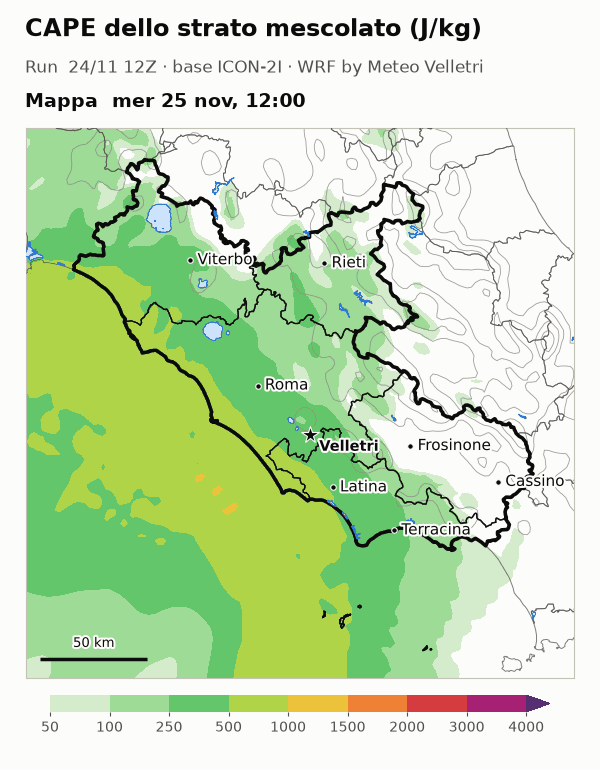 CAPE dello strato mescolato (J/kg)
Run  24/11 12Z · base ICON-2I · WRF by Meteo Velletri
Mappa  mer 25 nov, 12:00
Viterbo
Rieti
Roma
Velletri
Frosinone
Latina
Cassino
Terracina
50 km
50 100 250 500 1000 1500 2000 3000 4000